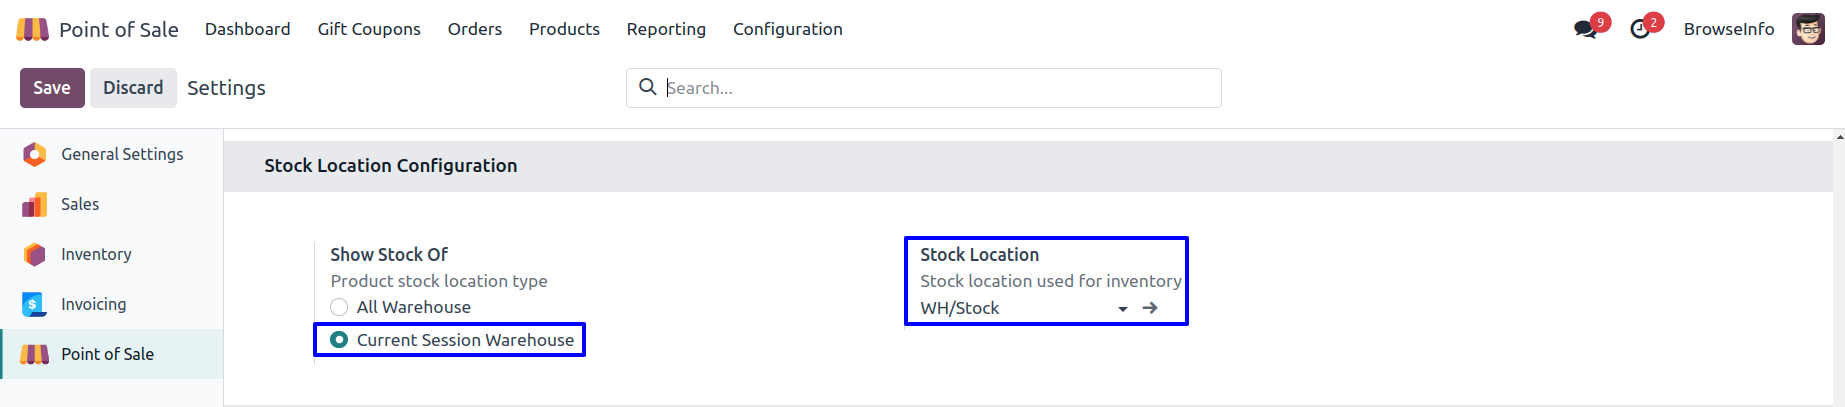 Point of Sale Dashboard Gift Coupons Orders Products Reporting Configuration 9 2 BrowseInfo
Save Discard Settings Search...
General Settings
Sales
Inventory
Invoicing
Point of Sale
Stock Location Configuration
Show Stock Of
Product stock location type
All Warehouse
Current Session Warehouse
Stock Location
Stock location used for inventory
WH/Stock